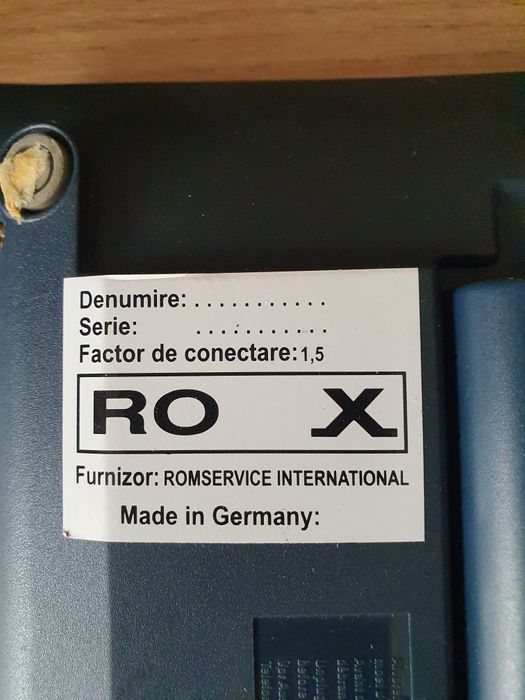 Denumire: . . . . . . . . . . .
Serie: . . . . . . . . . . .
Factor de conectare: 1,5
RO X
Furnizor: ROMSERVICE INTERNATIONAL
Made in Germany: